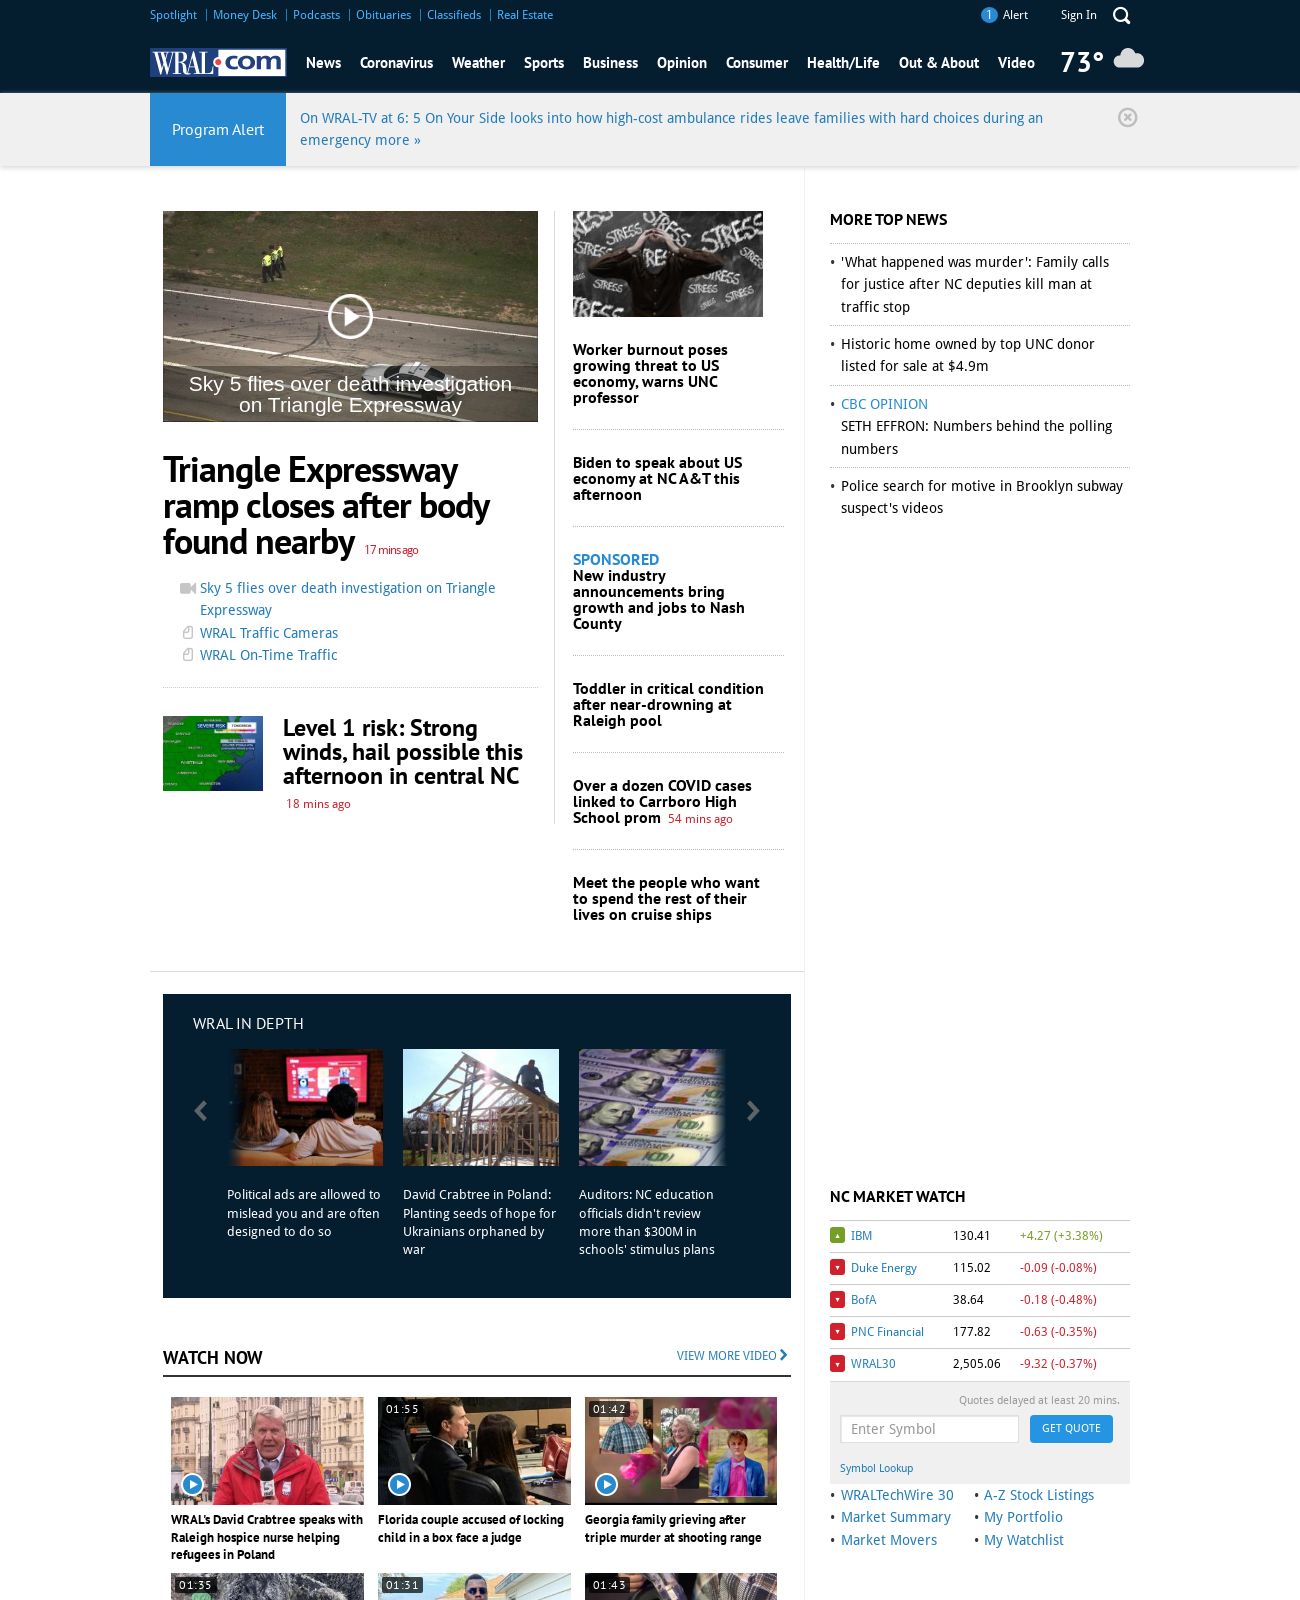 Spotlight
Money Desk
Podcasts
Obituaries
Classifieds
Real Estate
1 Alert
Sign In
WRAL.com
News
Coronavirus
Weather
Sports
Business
Opinion
Consumer
Health/Life
Out & About
Video
73°
Program Alert
On WRAL-TV at 6: 5 On Your Side looks into how high-cost ambulance rides leave families with hard choices during an
emergency more »
Sky 5 flies over death investigation
on Triangle Expressway
Triangle Expressway
ramp closes after body
found nearby 17 mins ago
Sky 5 flies over death investigation on Triangle
Expressway
WRAL Traffic Cameras
WRAL On-Time Traffic
Level 1 risk: Strong
winds, hail possible this
afternoon in central NC
18 mins ago
STRESS
Worker burnout poses
growing threat to US
economy, warns UNC
professor
Biden to speak about US
economy at NC A&T this
afternoon
SPONSORED
New industry
announcements bring
growth and jobs to Nash
County
Toddler in critical condition
after near-drowning at
Raleigh pool
Over a dozen COVID cases
linked to Carrboro High
School prom 54 mins ago
Meet the people who want
to spend the rest of their
lives on cruise ships
MORE TOP NEWS
• 'What happened was murder': Family calls
for justice after NC deputies kill man at
traffic stop
• Historic home owned by top UNC donor
listed for sale at $4.9m
• CBC OPINION
SETH EFFRON: Numbers behind the polling
numbers
• Police search for motive in Brooklyn subway
suspect's videos
WRAL IN DEPTH
Political ads are allowed to
mislead you and are often
designed to do so
David Crabtree in Poland:
Planting seeds of hope for
Ukrainians orphaned by
war
Auditors: NC education
officials didn't review
more than $300M in
schools' stimulus plans
WATCH NOW
VIEW MORE VIDEO
WRAL's David Crabtree speaks with
Raleigh hospice nurse helping
refugees in Poland
01:55
Florida couple accused of locking
child in a box face a judge
01:42
Georgia family grieving after
triple murder at shooting range
01:35
01:31
01:43
NC MARKET WATCH
IBM 130.41 +4.27 (+3.38%)
Duke Energy 115.02 -0.09 (-0.08%)
BofA 38.64 -0.18 (-0.48%)
PNC Financial 177.82 -0.63 (-0.35%)
WRAL30 2,505.06 -9.32 (-0.37%)
Quotes delayed at least 20 mins.
Enter Symbol
GET QUOTE
Symbol Lookup
• WRALTechWire 30
• Market Summary
• Market Movers
• A-Z Stock Listings
• My Portfolio
• My Watchlist